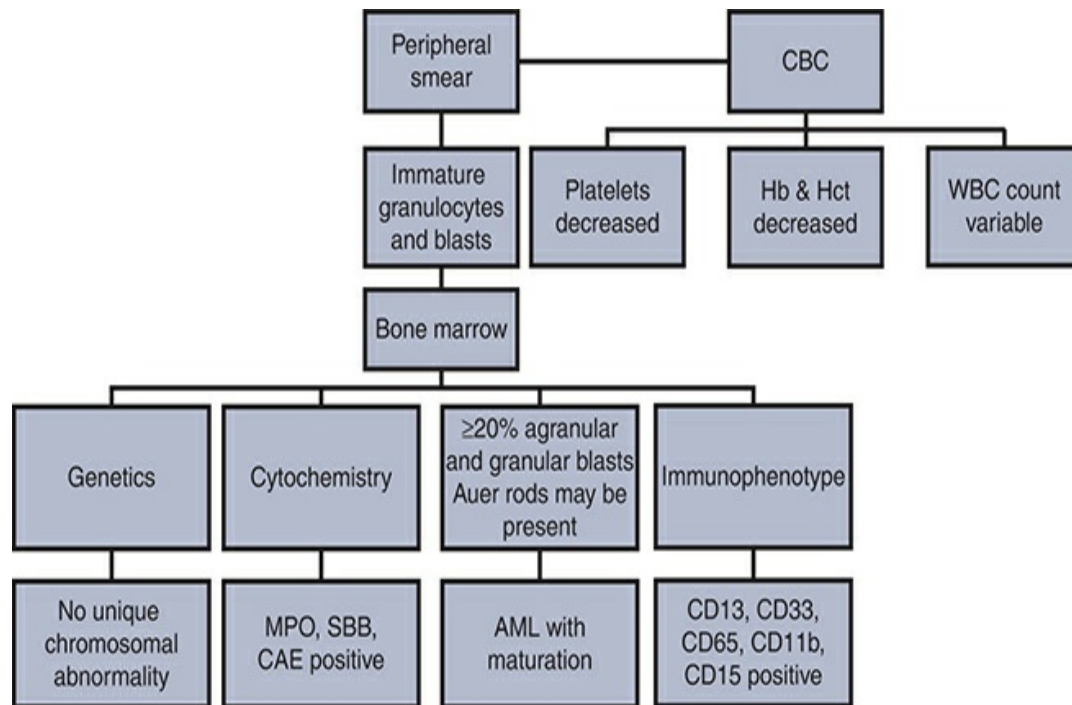 Peripheral
smear
CBC
Immature
granulocytes
and blasts
Platelets
decreased
Hb & Hct
decreased
WBC count
variable
Bone marrow
Genetics
Cytochemistry
≥20% agranular
and granular blasts
Auer rods may be
present
Immunophenotype
No unique
chromosomal
abnormality
MPO, SBB,
CAE positive
AML with
maturation
CD13, CD33,
CD65, CD11b,
CD15 positive